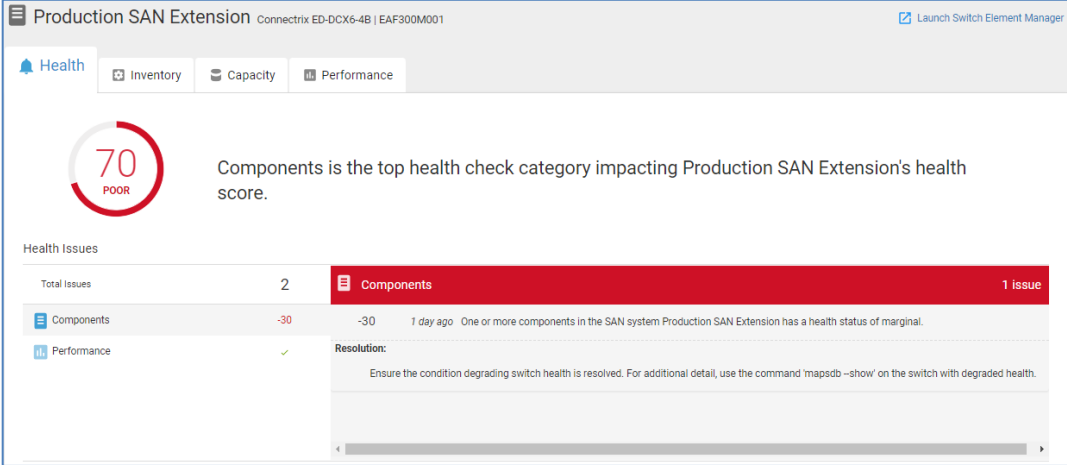 Production SAN Extension Connectrix ED-DCX6-4B | EAF300M001
Launch Switch Element Manager
Health
Inventory
Capacity
Performance
70
POOR
Components is the top health check category impacting Production SAN Extension's health
score.
Health Issues
Total Issues 2
Components -30
Performance
Components 1 issue
-30 1 day ago One or more components in the SAN system Production SAN Extension has a health status of marginal.
Resolution:
Ensure the condition degrading switch health is resolved. For additional detail, use the command 'mapsdb --show' on the switch with degraded health.